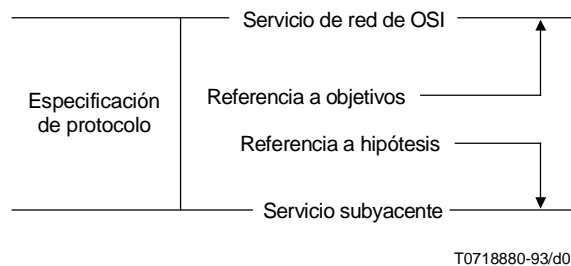 Servicio de red de OSI
Especificación
de protocolo
Referencia a objetivos
Referencia a hipótesis
Servicio subyacente
T0718880-93/d0